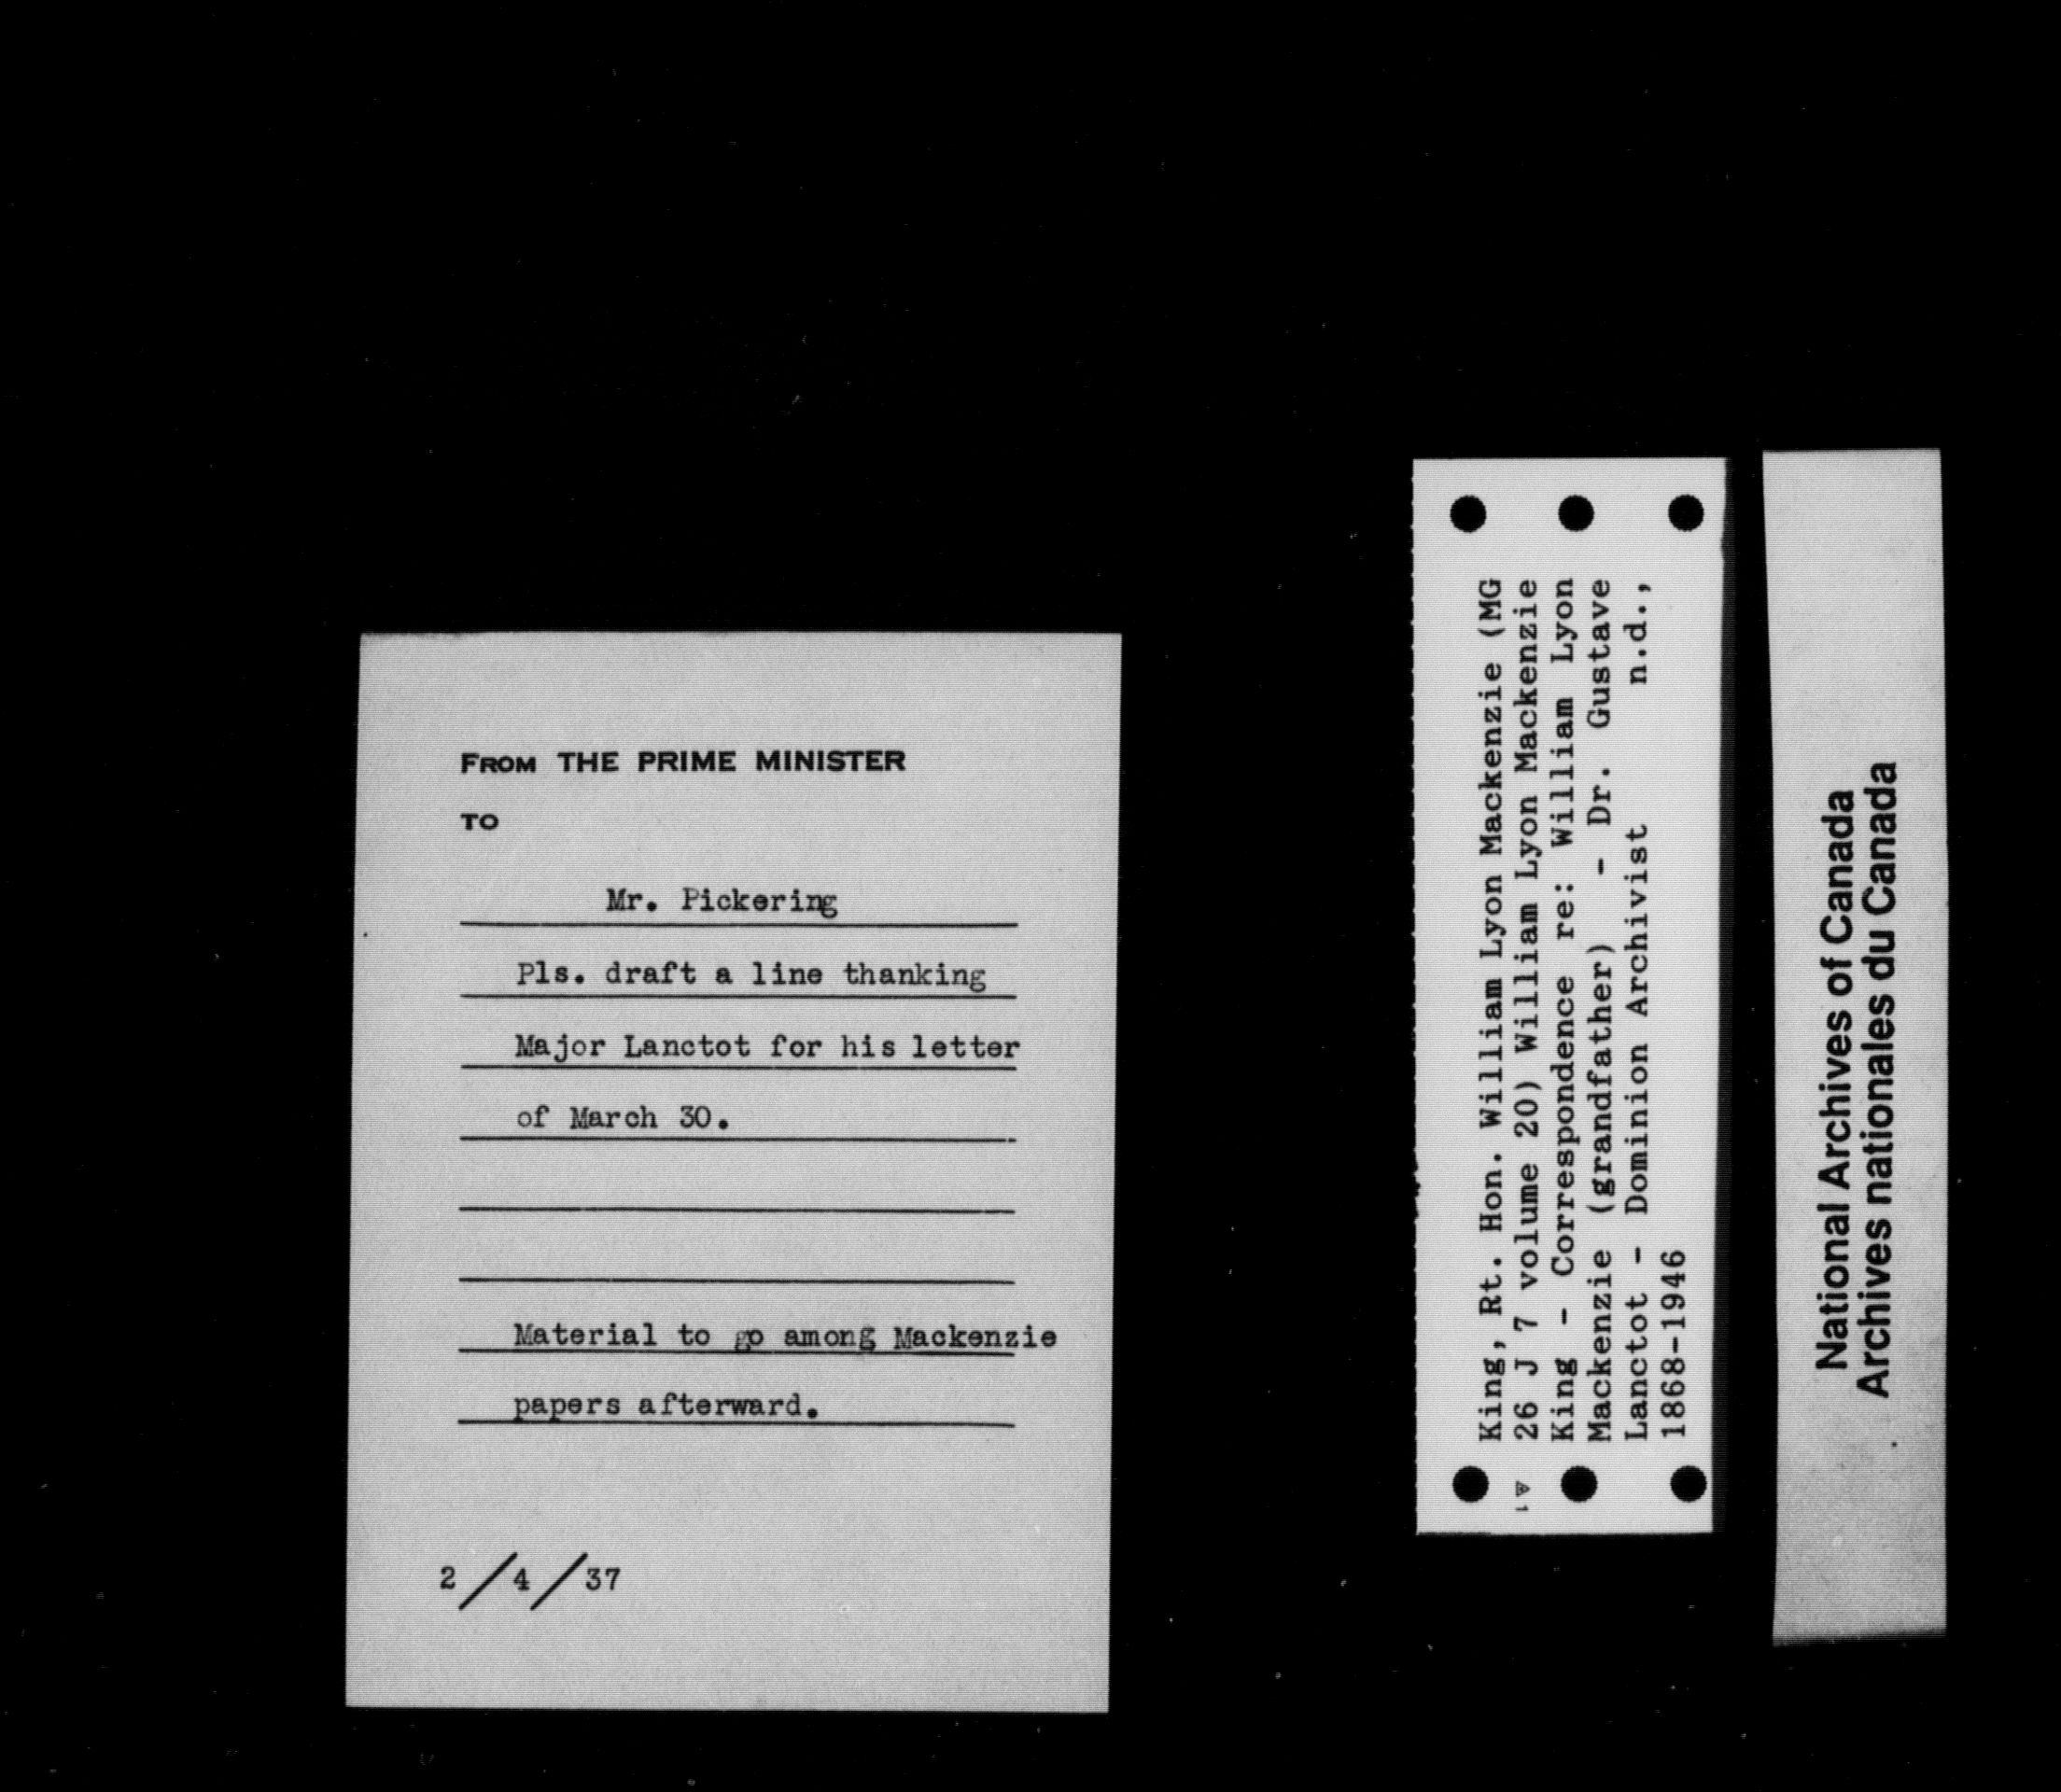 FROM THE PRIME MINISTER
TO
Mr. Pickering
Pls. draft a line thanking
Major Lanctot for his letter
of March 30.
Material to go among Mackenzie
papers afterward.
2/4/37
King, Rt. Hon. William Lyon Mackenzie (MG
26 J 7 volume 20) William Lyon Mackenzie
King - Correspondence re: William Lyon
Mackenzie (grandfather) - Dr. Gustave
Lanctot - Dominion Archivist n.d.,
1868-1946
National Archives of Canada
Archives nationales du Canada